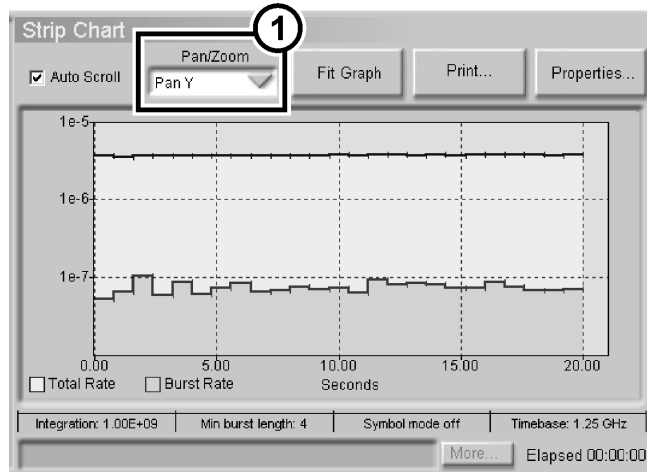 Strip Chart
1
Pan/Zoom
Auto Scroll
Pan Y
Fit Graph
Print...
Properties...
1e-5
1e-6
1e-7
0.00 5.00 10.00 15.00 20.00
Total Rate Burst Rate Seconds
Integration: 1.00E+09 Min burst length: 4 Symbol mode off Timebase: 1.25 GHz
More... Elapsed 00:00:00